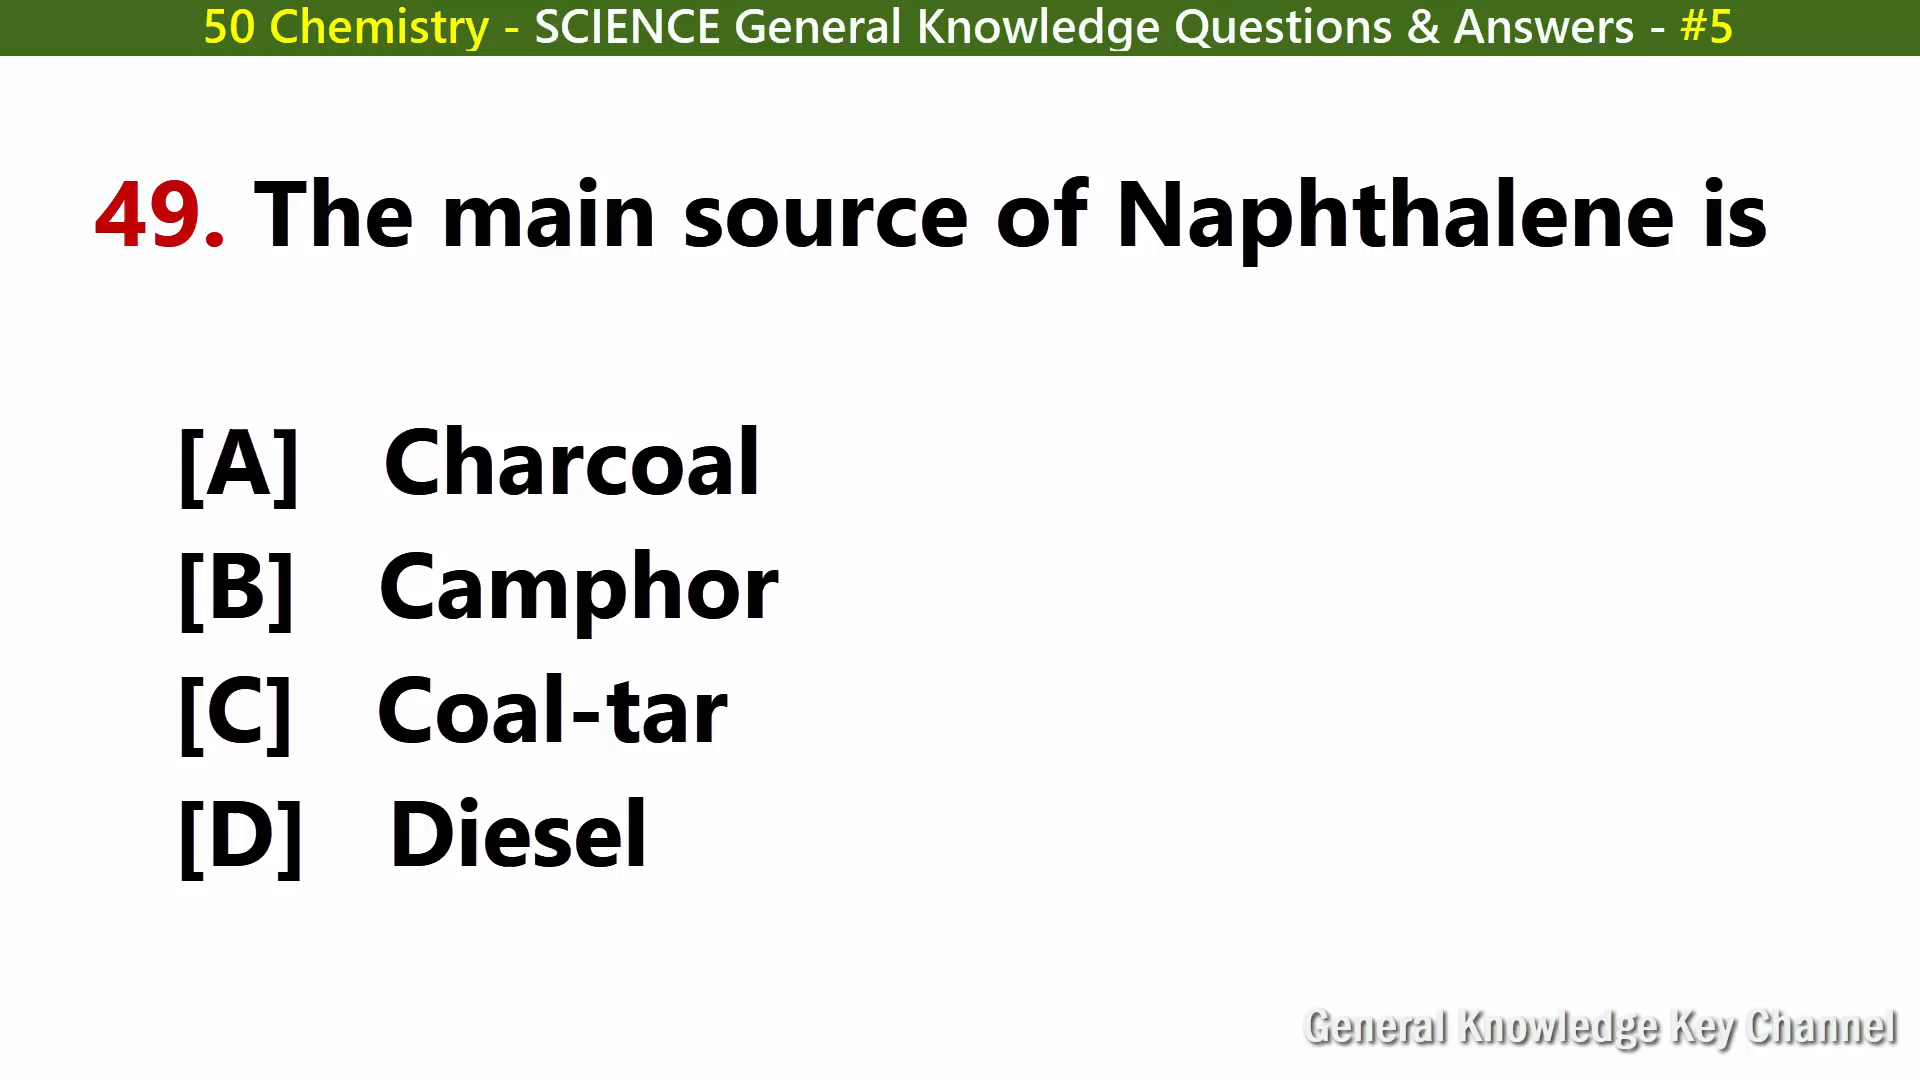 50 Chemistry - SCIENCE General Knowledge Questions & Answers - #5
49. The main source of Naphthalene is
[A] Charcoal
[B] Camphor
[C] Coal-tar
[D] Diesel
General Knowledge Key Channel